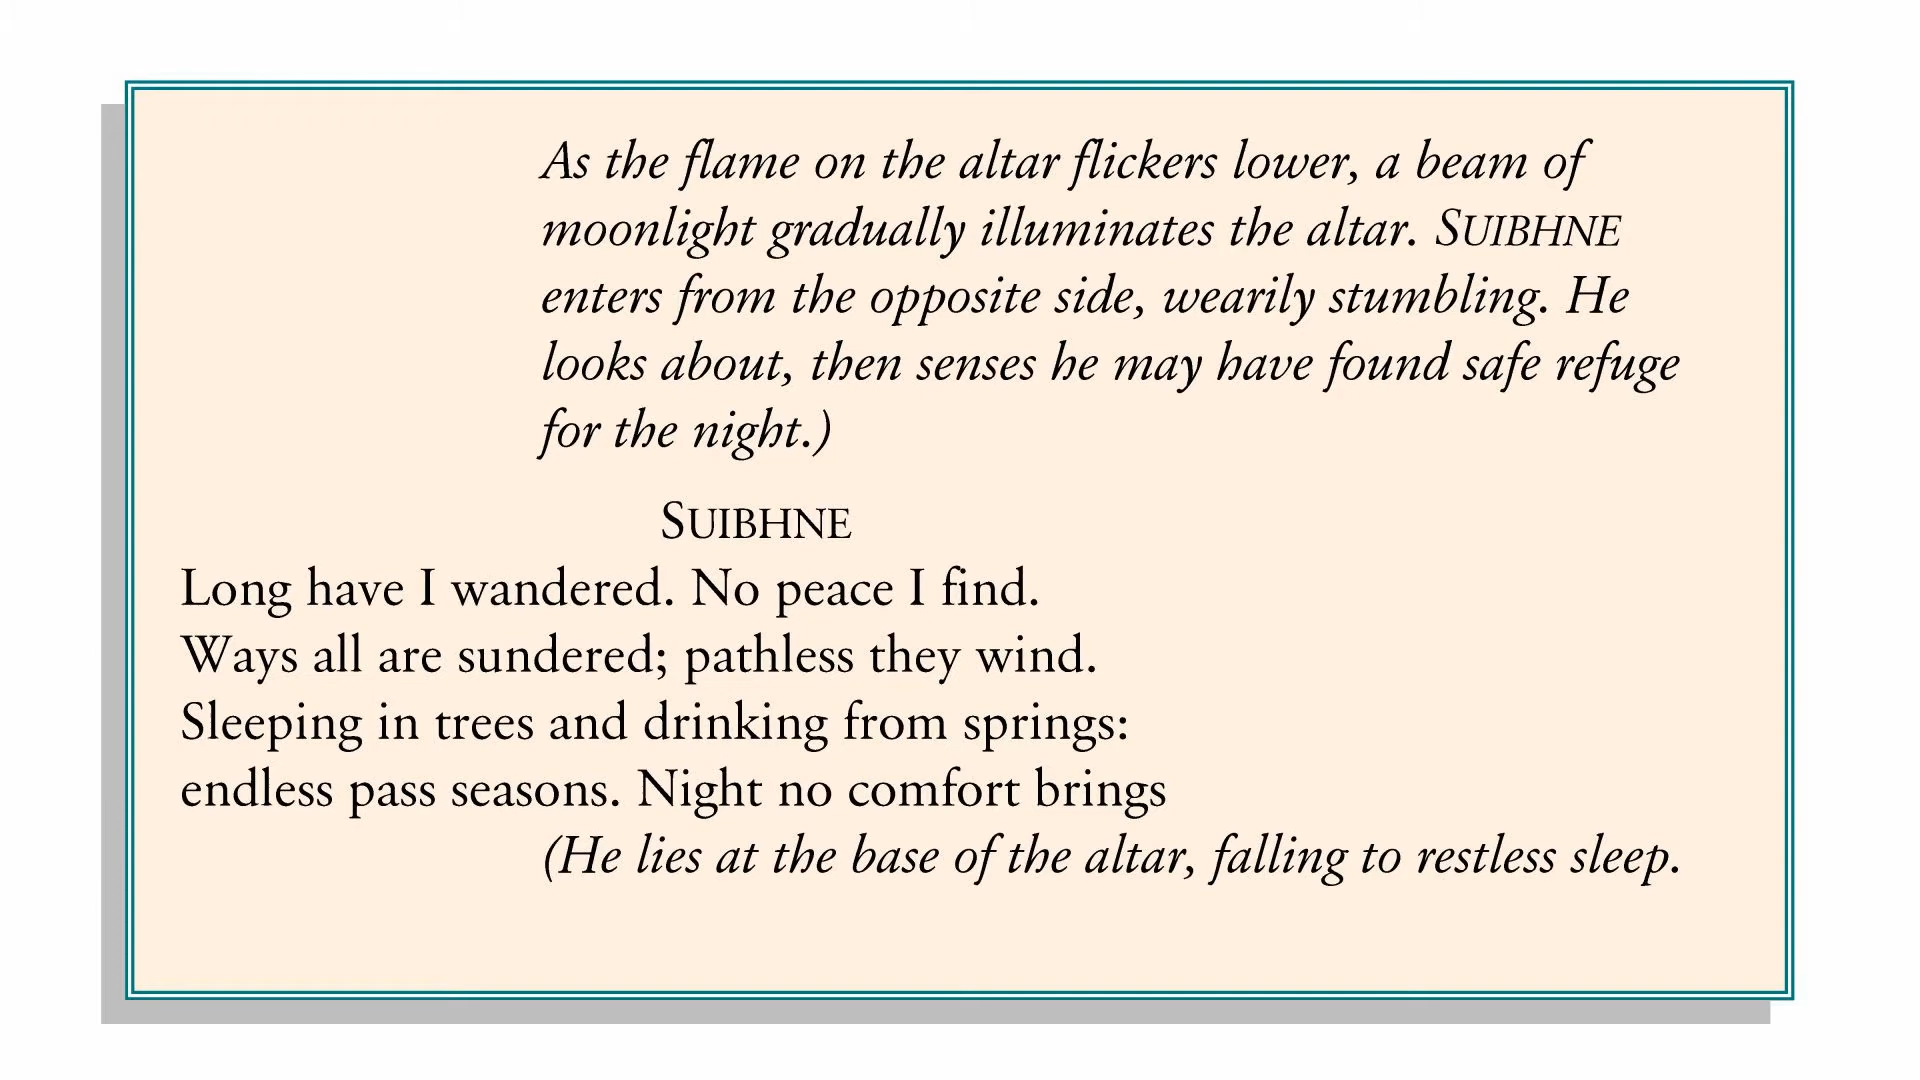 As the flame on the altar flickers lower, a beam of
moonlight gradually illuminates the altar. SUIBHNE
enters from the opposite side, wearily stumbling. He
looks about, then senses he may have found safe refuge
for the night.)
SUIBHNE
Long have I wandered. No peace I find.
Ways all are sundered; pathless they wind.
Sleeping in trees and drinking from springs:
endless pass seasons. Night no comfort brings
(He lies at the base of the altar, falling to restless sleep.